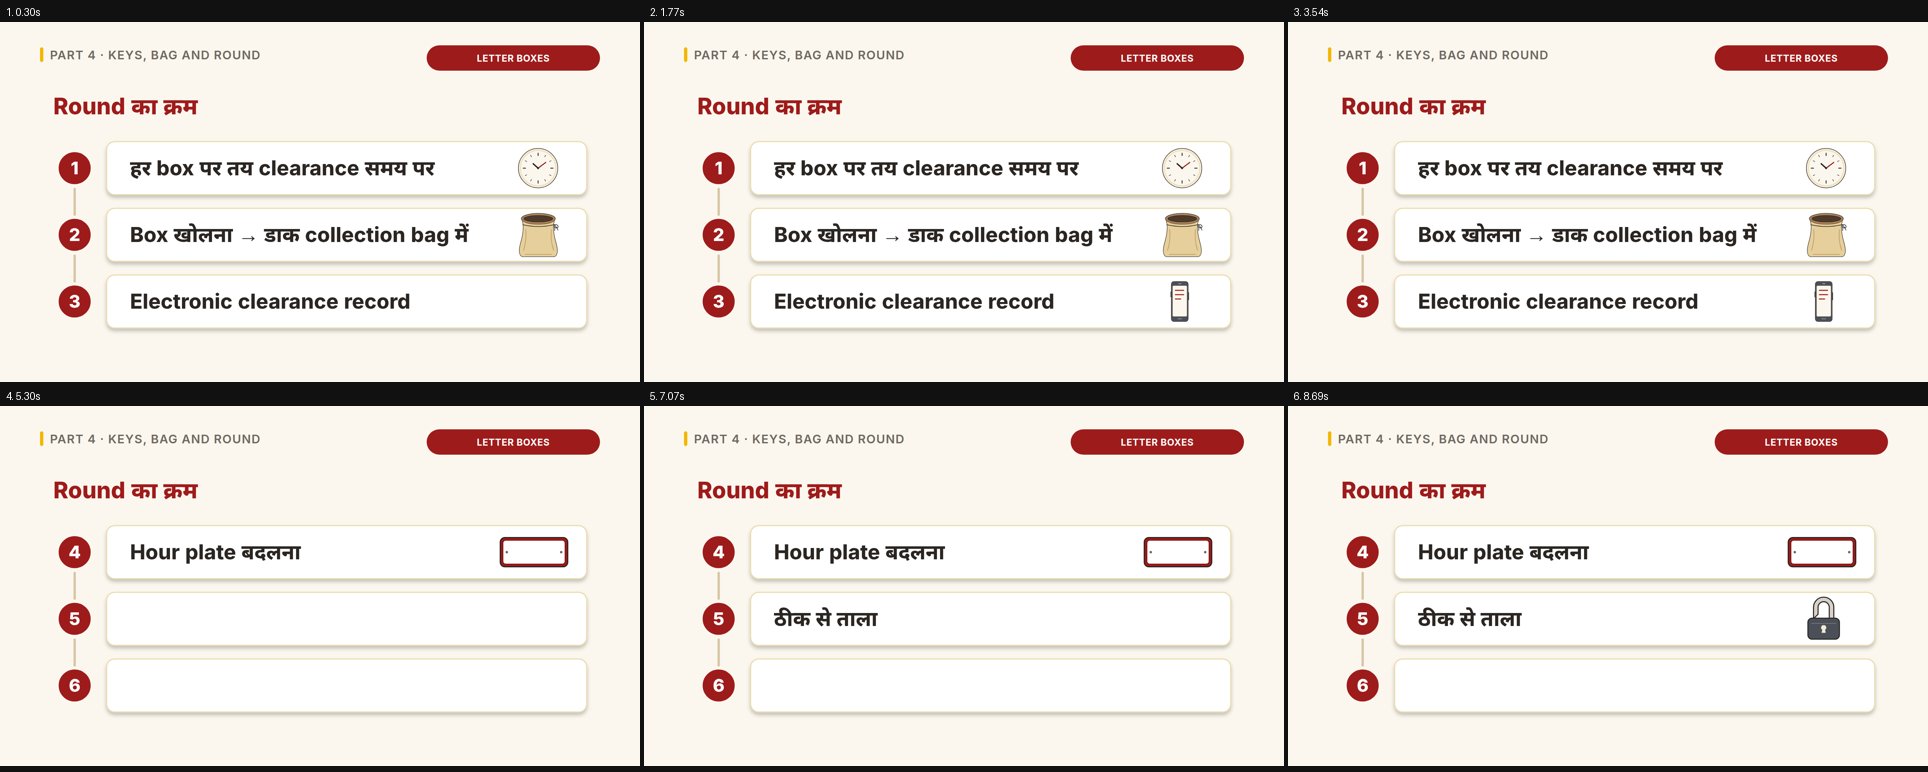 1. 0.30s
PART 4 · KEYS, BAG AND ROUND
LETTER BOXES
Round का क्रम
1 हर box पर तय clearance समय पर
2 Box खोलना → डाक collection bag में
3 Electronic clearance record
2. 1.77s
PART 4 · KEYS, BAG AND ROUND
LETTER BOXES
Round का क्रम
1 हर box पर तय clearance समय पर
2 Box खोलना → डाक collection bag में
3 Electronic clearance record
3. 3.54s
PART 4 · KEYS, BAG AND ROUND
LETTER BOXES
Round का क्रम
1 हर box पर तय clearance समय पर
2 Box खोलना → डाक collection bag में
3 Electronic clearance record
4. 5.30s
PART 4 · KEYS, BAG AND ROUND
LETTER BOXES
Round का क्रम
4 Hour plate बदलना
5
6
5. 7.07s
PART 4 · KEYS, BAG AND ROUND
LETTER BOXES
Round का क्रम
4 Hour plate बदलना
5 ठीक से ताला
6
6. 8.69s
PART 4 · KEYS, BAG AND ROUND
LETTER BOXES
Round का क्रम
4 Hour plate बदलना
5 ठीक से ताला
6